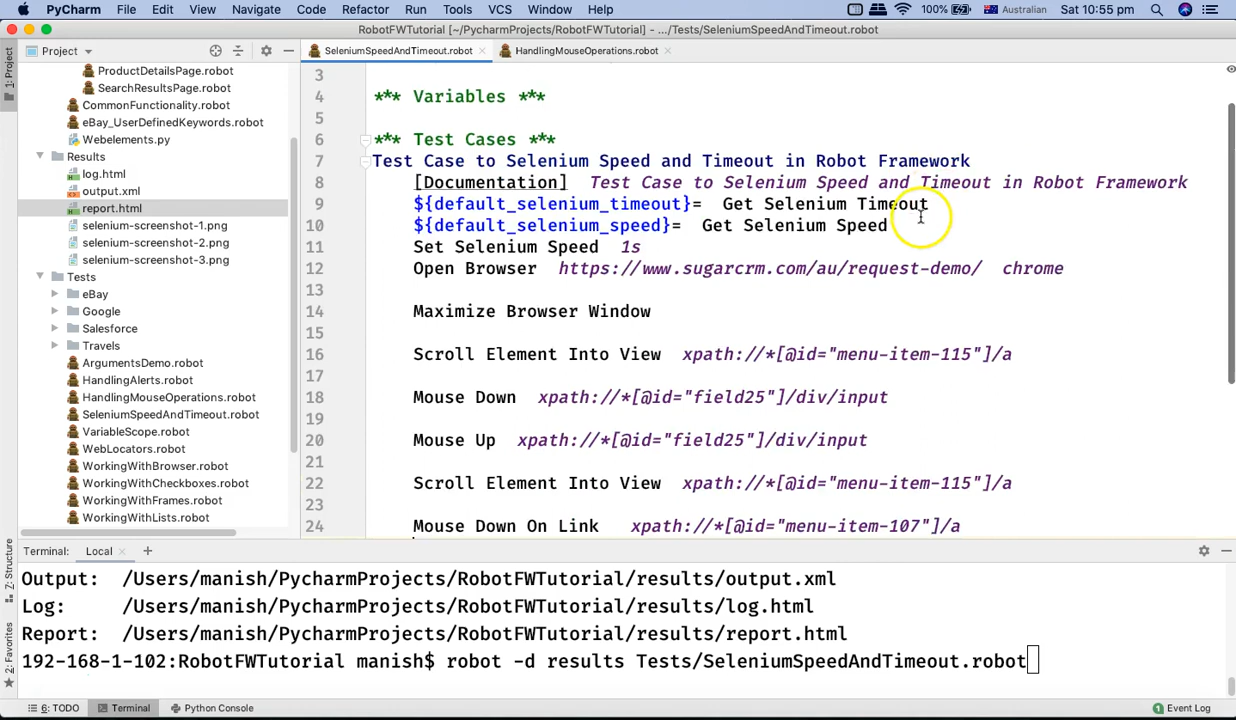 PyCharm File Edit View Navigate Code Refactor Run Tools VCS Window Help 100% Australian Sat 10:55 pm
RobotFWTutorial [~/PycharmProjects/RobotFWTutorial] - .../Tests/SeleniumSpeedAndTimeout.robot
Project
SeleniumSpeedAndTimeout.robot HandlingMouseOperations.robot
1: Project
ProductDetailsPage.robot
SearchResultsPage.robot
CommonFunctionality.robot
eBay_UserDefinedKeywords.robot
Webelements.py
Results
log.html
output.xml
report.html
selenium-screenshot-1.png
selenium-screenshot-2.png
selenium-screenshot-3.png
Tests
eBay
Google
Salesforce
Travels
ArgumentsDemo.robot
HandlingAlerts.robot
HandlingMouseOperations.robot
SeleniumSpeedAndTimeout.robot
VariableScope.robot
WebLocators.robot
WorkingWithBrowser.robot
WorkingWithCheckboxes.robot
WorkingWithFrames.robot
WorkingWithLists.robot
3
4 *** Variables ***
5
6 *** Test Cases ***
7 Test Case to Selenium Speed and Timeout in Robot Framework
8 [Documentation] Test Case to Selenium Speed and Timeout in Robot Framework
9 ${default_selenium_timeout}= Get Selenium Timeout
10 ${default_selenium_speed}= Get Selenium Speed
11 Set Selenium Speed 1s
12 Open Browser https://www.sugarcrm.com/au/request-demo/ chrome
13
14 Maximize Browser Window
15
16 Scroll Element Into View xpath://*[@id="menu-item-115"]/a
17
18 Mouse Down xpath://*[@id="field25"]/div/input
19
20 Mouse Up xpath://*[@id="field25"]/div/input
21
22 Scroll Element Into View xpath://*[@id="menu-item-115"]/a
23
24 Mouse Down On Link xpath://*[@id="menu-item-107"]/a
Terminal: Local
Output: /Users/manish/PycharmProjects/RobotFWTutorial/results/output.xml
Log: /Users/manish/PycharmProjects/RobotFWTutorial/results/log.html
Report: /Users/manish/PycharmProjects/RobotFWTutorial/results/report.html
192-168-1-102:RobotFWTutorial manish$ robot -d results Tests/SeleniumSpeedAndTimeout.robot
Z: Structure
2: Favorites
6: TODO Terminal Python Console 1 Event Log